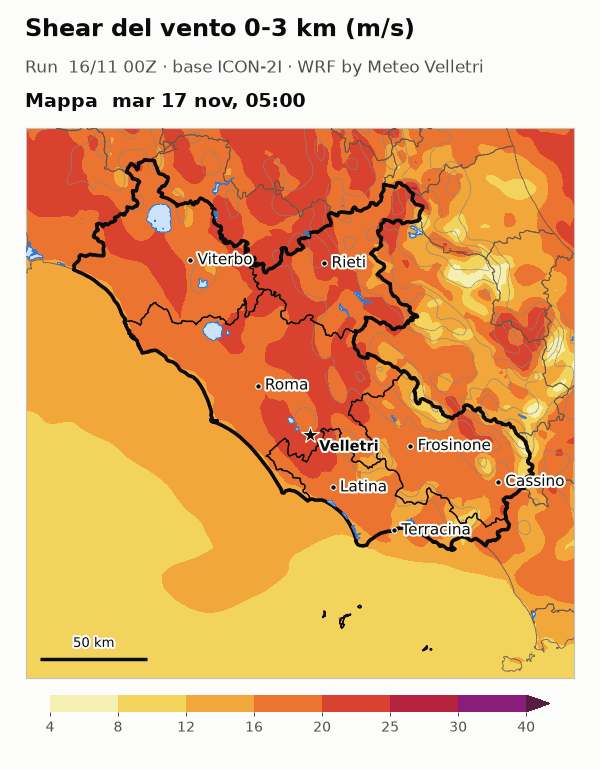 Shear del vento 0-3 km (m/s)
Run  16/11 00Z · base ICON-2I · WRF by Meteo Velletri
Mappa  mar 17 nov, 05:00
Viterbo
Rieti
Roma
Velletri
Frosinone
Cassino
Latina
Terracina
50 km
4 8 12 16 20 25 30 40